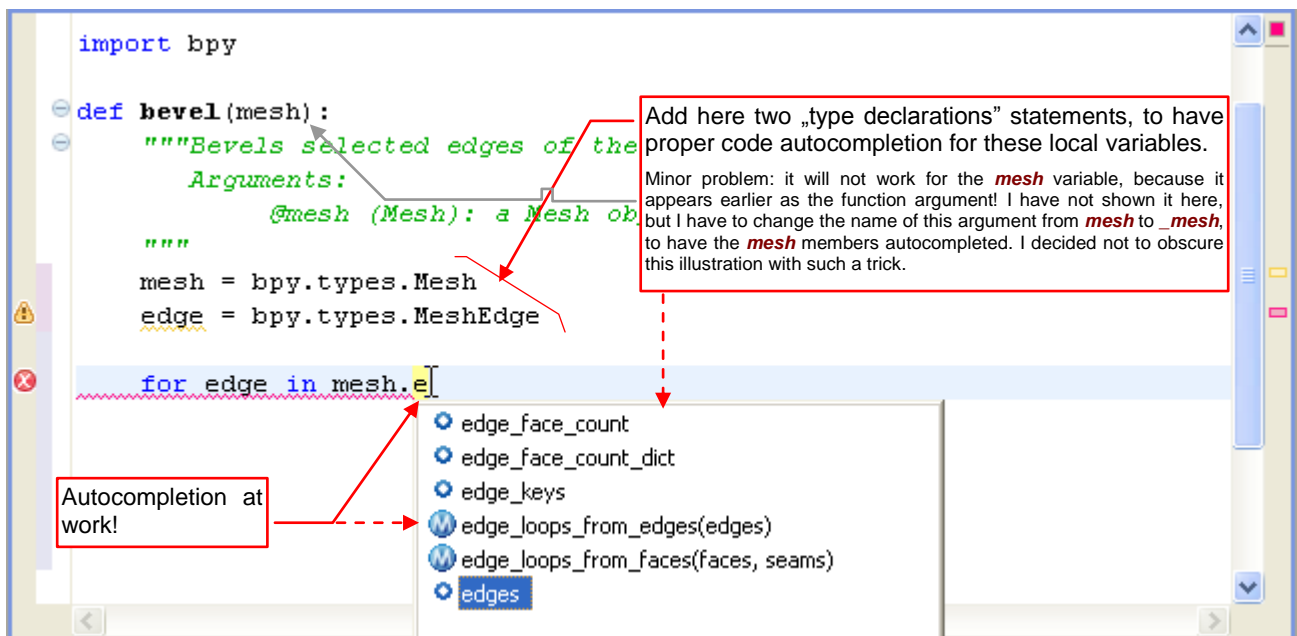 import bpy
def bevel(mesh):
"""Bevels selected edges of the
Arguments:
@mesh (Mesh): a Mesh ob
"""
mesh = bpy.types.Mesh
edge = bpy.types.MeshEdge
for edge in mesh.e
Add here two „type declarations” statements, to have
proper code autocompletion for these local variables.
Minor problem: it will not work for the mesh variable, because it
appears earlier as the function argument! I have not shown it here,
but I have to change the name of this argument from mesh to _mesh,
to have the mesh members autocompleted. I decided not to obscure
this illustration with such a trick.
edge_face_count
edge_face_count_dict
edge_keys
M edge_loops_from_edges(edges)
M edge_loops_from_faces(faces, seams)
edges
Autocompletion at
work!